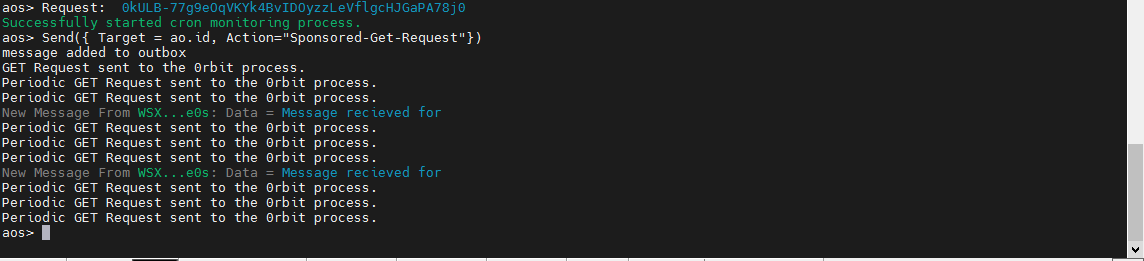 aos> Request:  0kULB-77g9eOqVKYk4BvIDOyzzLeVflgcHJGaPA78j0
Successfully started cron monitoring process.
aos> Send({ Target = ao.id, Action="Sponsored-Get-Request"})
message added to outbox
GET Request sent to the 0rbit process.
Periodic GET Request sent to the 0rbit process.
Periodic GET Request sent to the 0rbit process.
New Message From WSX...e0s: Data = Message recieved for
Periodic GET Request sent to the 0rbit process.
Periodic GET Request sent to the 0rbit process.
Periodic GET Request sent to the 0rbit process.
New Message From WSX...e0s: Data = Message recieved for
Periodic GET Request sent to the 0rbit process.
Periodic GET Request sent to the 0rbit process.
Periodic GET Request sent to the 0rbit process.
aos>